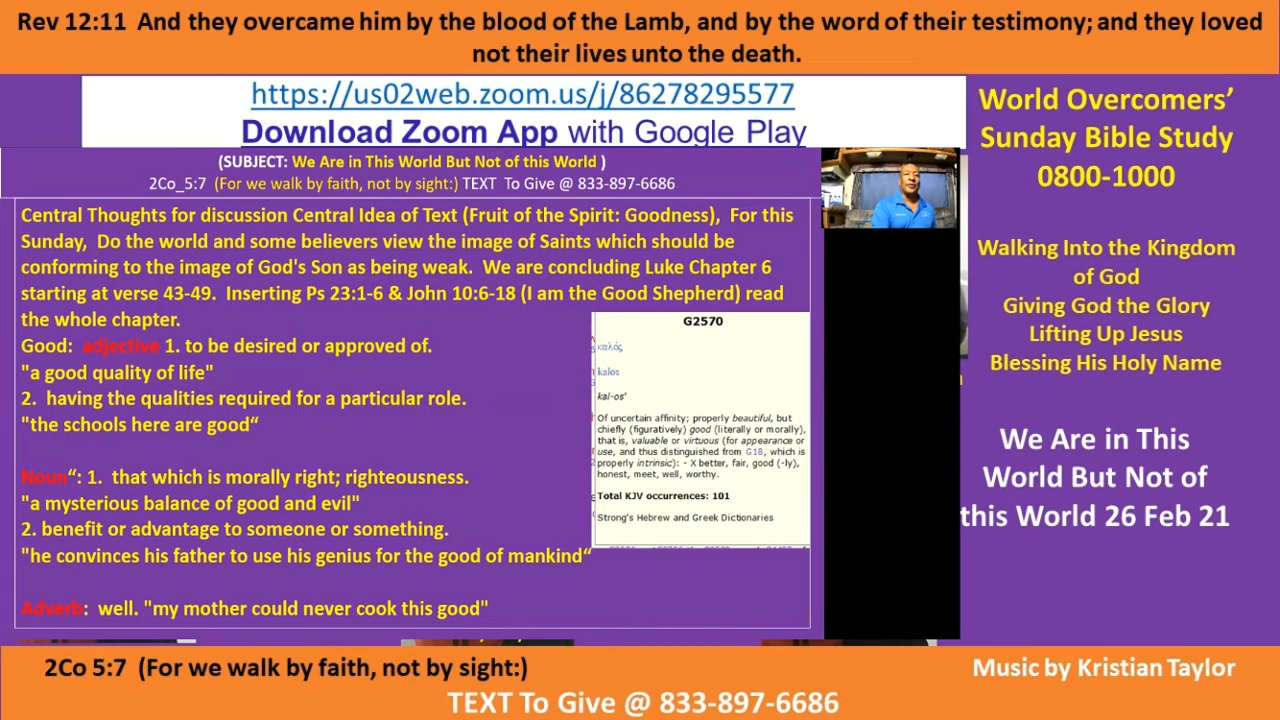 Rev 12:11  And they overcame him by the blood of the Lamb, and by the word of their testimony; and they loved
not their lives unto the death.
https://us02web.zoom.us/j/86278295577
Download Zoom App with Google Play
(SUBJECT: We Are in This World But Not of this World )
2Co_5:7  (For we walk by faith, not by sight:) TEXT  To Give @ 833-897-6686
Central Thoughts for discussion Central Idea of Text (Fruit of the Spirit: Goodness),  For this
Sunday,  Do the world and some believers view the image of Saints which should be
conforming to the image of God's Son as being weak.  We are concluding Luke Chapter 6
starting at verse 43-49.  Inserting Ps 23:1-6 & John 10:6-18 (I am the Good Shepherd) read
the whole chapter.
Good:  adjective 1. to be desired or approved of.
"a good quality of life"
2.  having the qualities required for a particular role.
"the schools here are good“
Noun“: 1.  that which is morally right; righteousness.
"a mysterious balance of good and evil"
2. benefit or advantage to someone or something.
"he convinces his father to use his genius for the good of mankind“
Adverb:  well. "my mother could never cook this good"
G2570
καλός
kalos
kal-os'
Of uncertain affinity; properly beautiful, but
chiefly (figuratively) good (literally or morally),
that is, valuable or virtuous (for appearance or
use, and thus distinguished from G18, which is
properly intrinsic): - X better, fair, good (-ly),
honest, meet, well, worthy.
Total KJV occurrences: 101
Strong's Hebrew and Greek Dictionaries
World Overcomers’
Sunday Bible Study
0800-1000
Walking Into the Kingdom
of God
Giving God the Glory
Lifting Up Jesus
Blessing His Holy Name
We Are in This
World But Not of
this World 26 Feb 21
2Co 5:7  (For we walk by faith, not by sight:)
Music by Kristian Taylor
TEXT To Give @ 833-897-6686